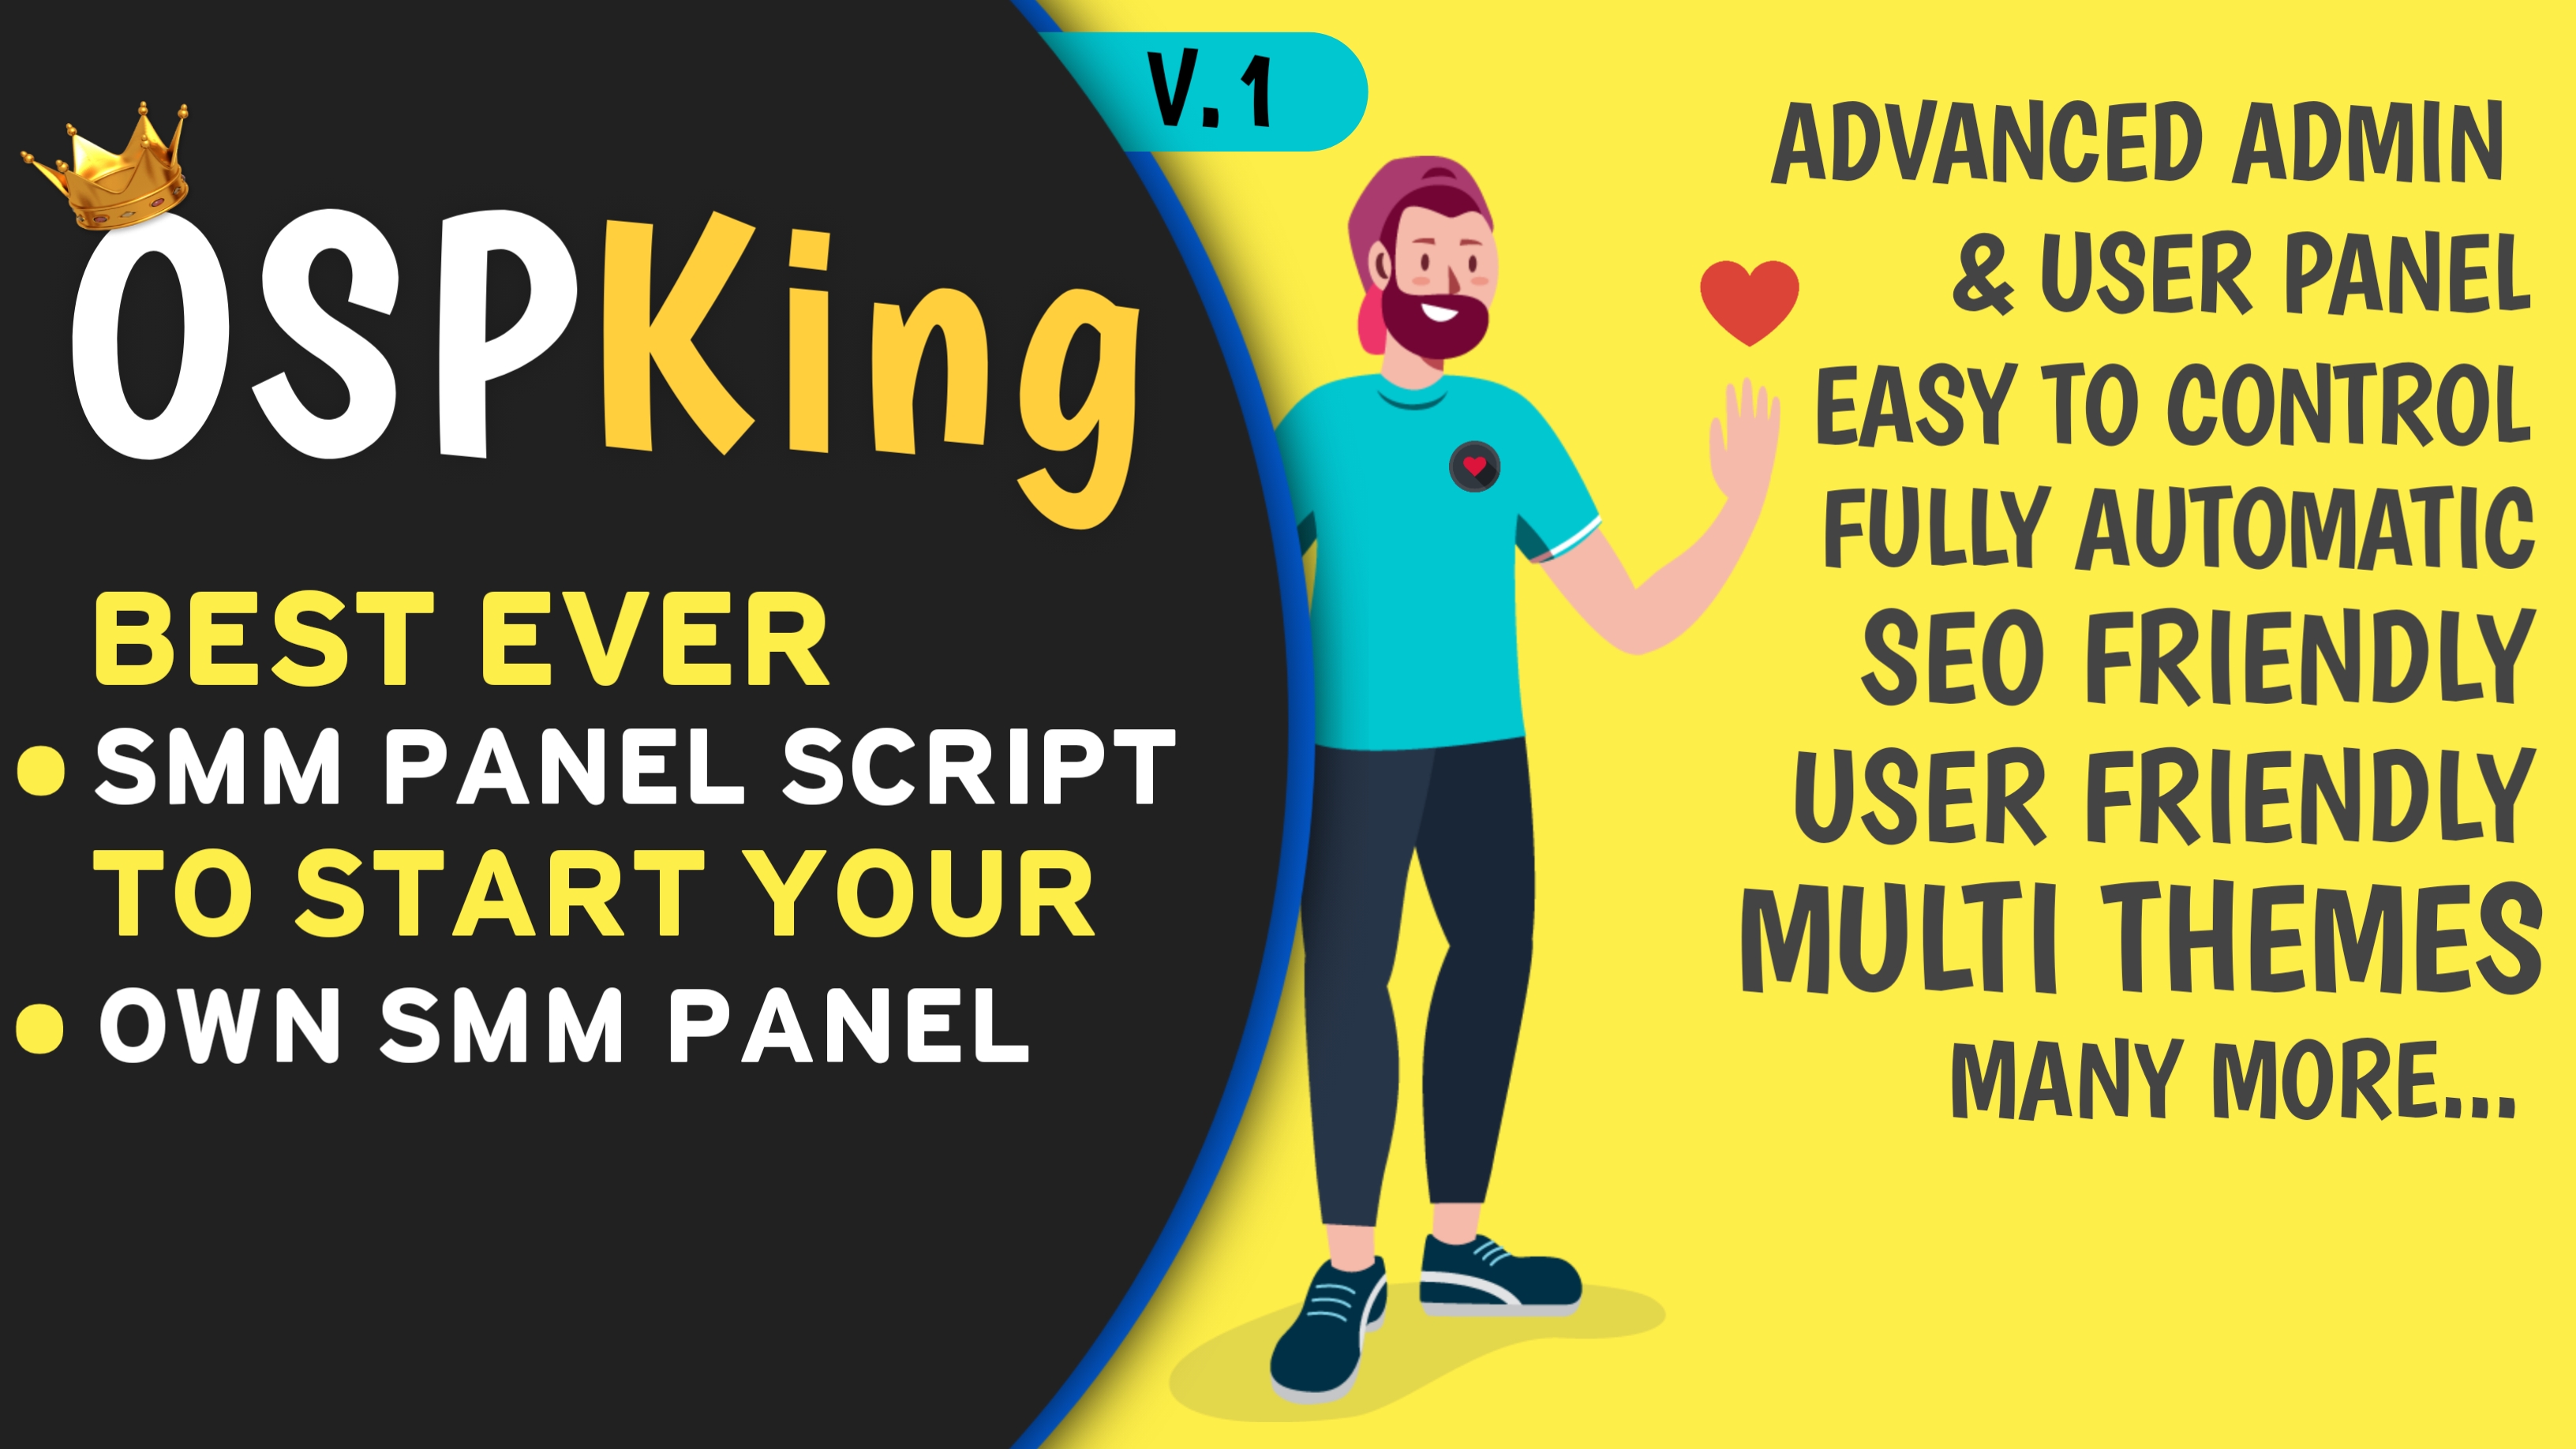 OSPKing
BEST EVER
• SMM PANEL SCRIPT
TO START YOUR
• OWN SMM PANEL
V.1
ADVANCED ADMIN
& USER PANEL
EASY TO CONTROL
FULLY AUTOMATIC
SEO FRIENDLY
USER FRIENDLY
MULTI THEMES
MANY MORE...